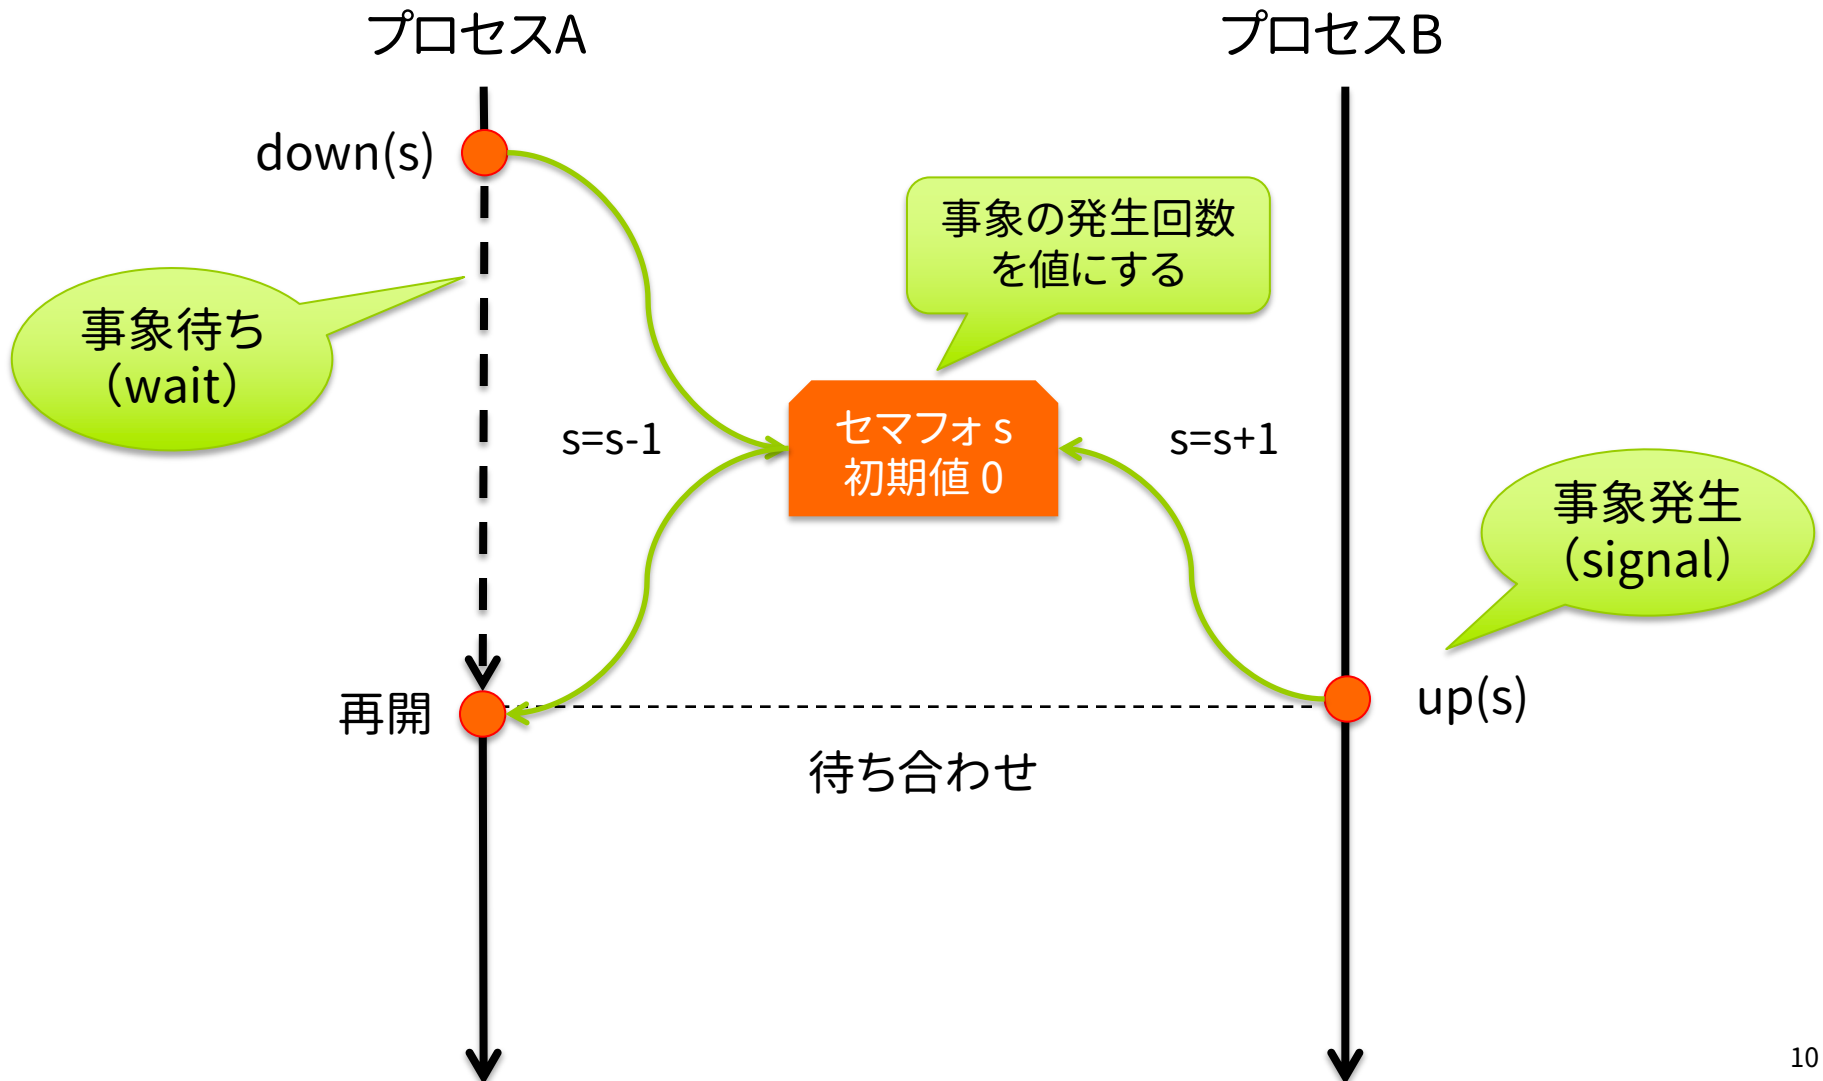 プロセスA
プロセスB
down(s)
事象の発生回数
を値にする
事象待ち
（wait）
s=s-1
セマフォ s
初期値 0
s=s+1
事象発生
（signal）
再開
up(s)
待ち合わせ
10